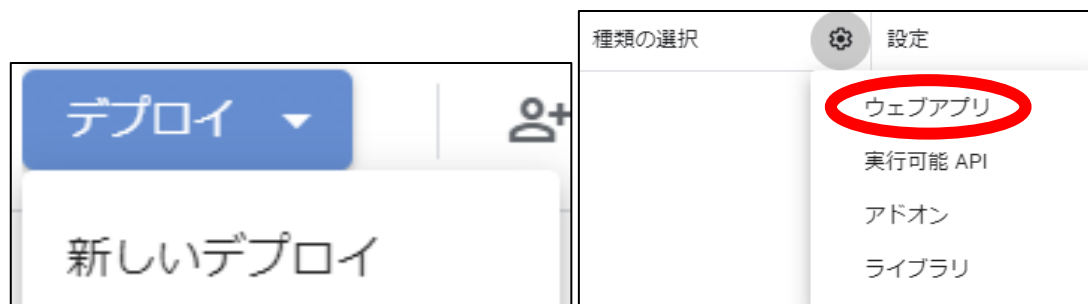 デプロイ
新しいデプロイ
種類の選択
設定
ウェブアプリ
実行可能 API
アドオン
ライブラリ